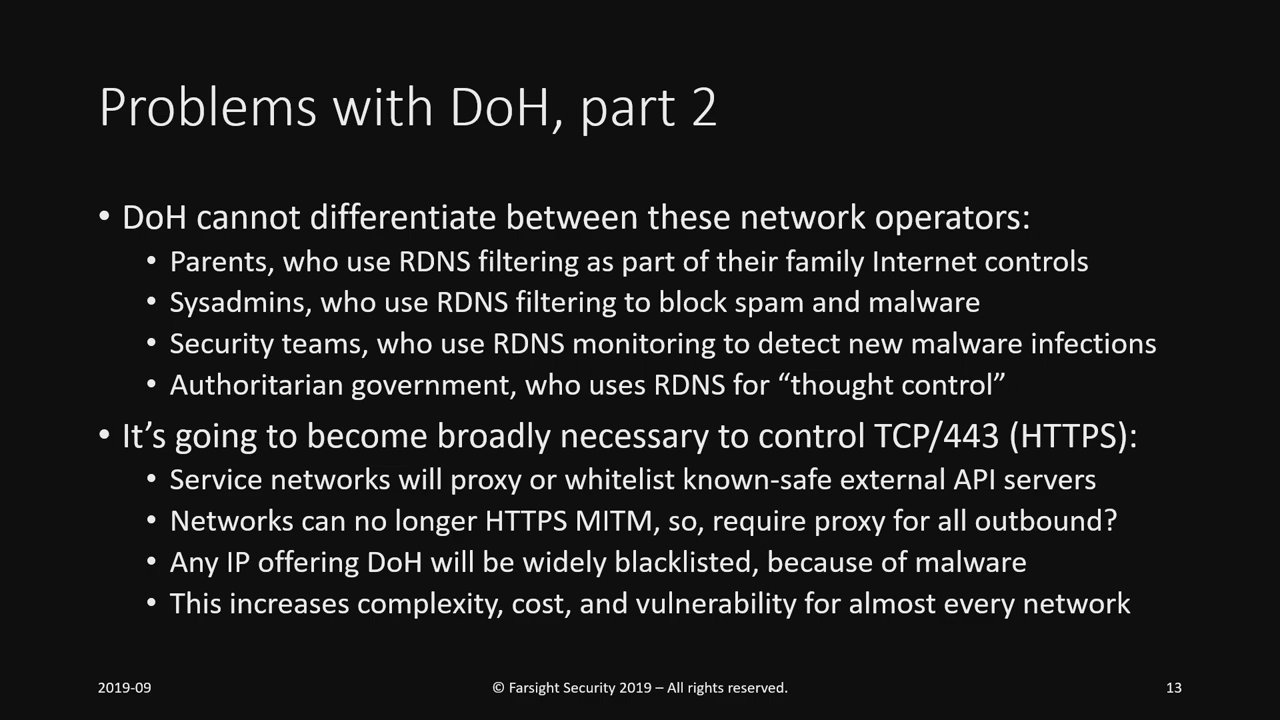 Problems with DoH, part 2
• DoH cannot differentiate between these network operators:
• Parents, who use RDNS filtering as part of their family Internet controls
• Sysadmins, who use RDNS filtering to block spam and malware
• Security teams, who use RDNS monitoring to detect new malware infections
• Authoritarian government, who uses RDNS for “thought control”
• It’s going to become broadly necessary to control TCP/443 (HTTPS):
• Service networks will proxy or whitelist known-safe external API servers
• Networks can no longer HTTPS MITM, so, require proxy for all outbound?
• Any IP offering DoH will be widely blacklisted, because of malware
• This increases complexity, cost, and vulnerability for almost every network
2019-09
© Farsight Security 2019 – All rights reserved.
13